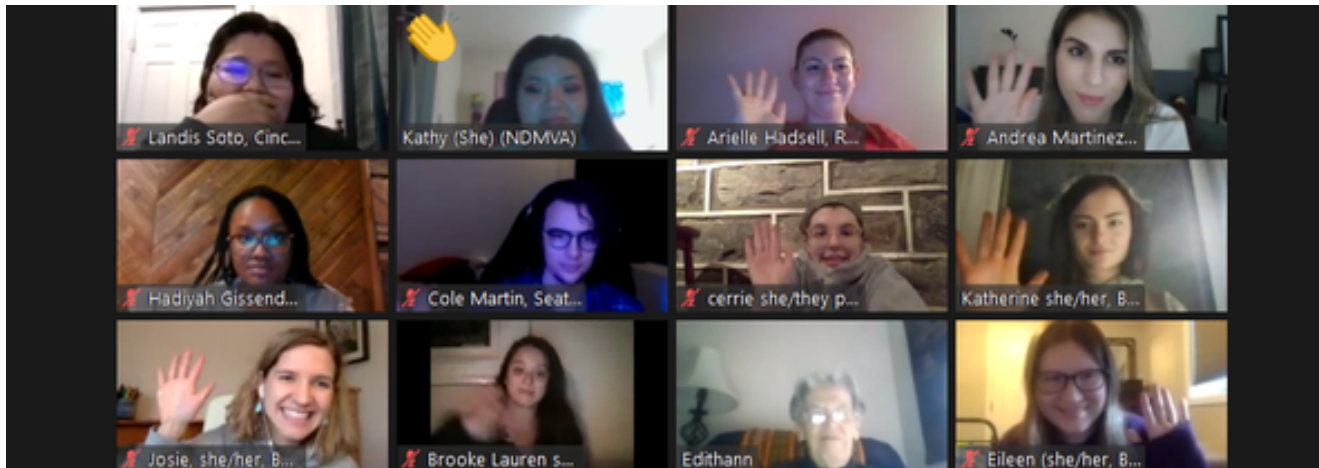 Landis Soto, Cinc...
Kathy (She) (NDMVA)
Arielle Hadsell, R...
Andrea Martinez...
Hadiyah Gissend...
Cole Martin, Seat...
cerrie she/they p...
Katherine she/her, B...
Josie, she/her, B...
Brooke Lauren s...
Edithann
Eileen (she/her, B...